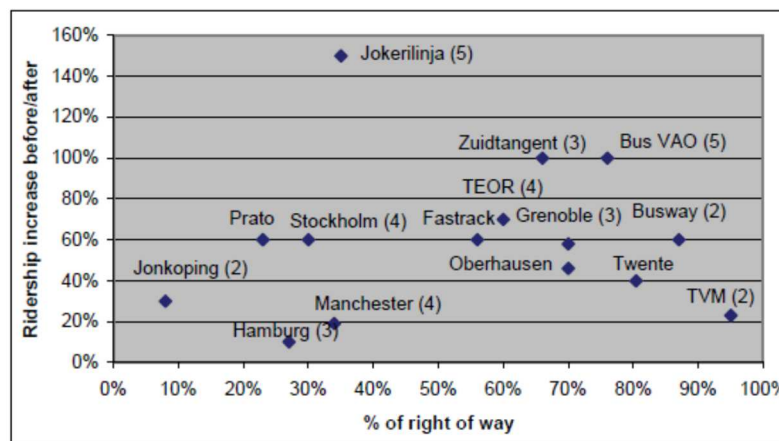 Ridership increase before/after
160%
140%
120%
100%
80%
60%
40%
20%
0%
Jokerilinja (5)
Zuidtangent (3) Bus VAO (5)
TEOR (4)
Prato Stockholm (4) Fastrack Grenoble (3) Busway (2)
Jonkoping (2) Oberhausen Twente
Manchester (4) TVM (2)
Hamburg (3)
0% 10% 20% 30% 40% 50% 60% 70% 80% 90% 100%
% of right of way